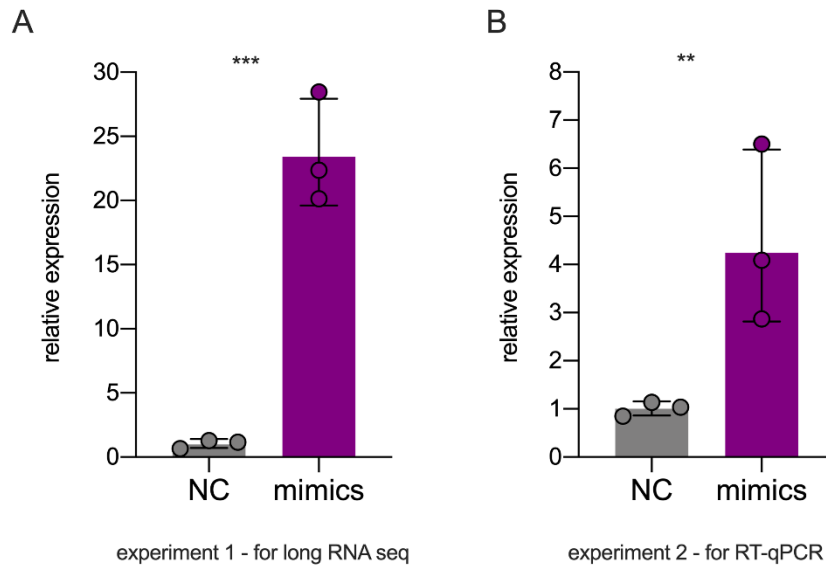 A
***
relative expression
30
25
20
15
10
5
0
NC mimics
experiment 1 - for long RNA seq
B
**
relative expression
8
7
6
5
4
3
2
1
0
NC mimics
experiment 2 - for RT-qPCR